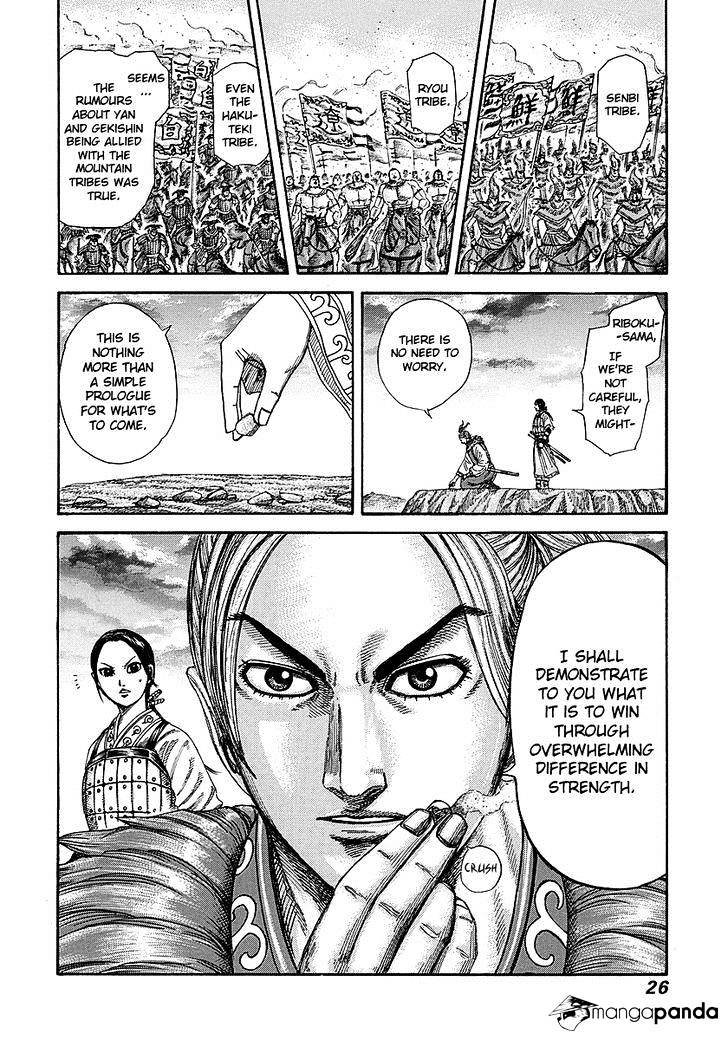 SENBI
TRIBE.
鮮
鮮
RYOU
TRIBE.
EVEN
THE
HAKU-
TEKI
TRIBE.
SEEMS
...
THE
RUMOURS
ABOUT YAN
AND GEKISHIN
BEING ALLIED
WITH THE
MOUNTAIN
TRIBES WAS
TRUE.
RIBOKU-
-SAMA,
IF
WE'RE
NOT
CAREFUL,
THEY
MIGHT-
THERE
IS NO
NEED TO
WORRY.
THIS IS
NOTHING
MORE THAN
A SIMPLE
PROLOGUE
FOR WHAT'S
TO COME.
I SHALL
DEMONSTRATE
TO YOU WHAT
IT IS TO WIN
THROUGH
OVERWHELMING
DIFFERENCE IN
STRENGTH.
CRUSH
26
mangapanda